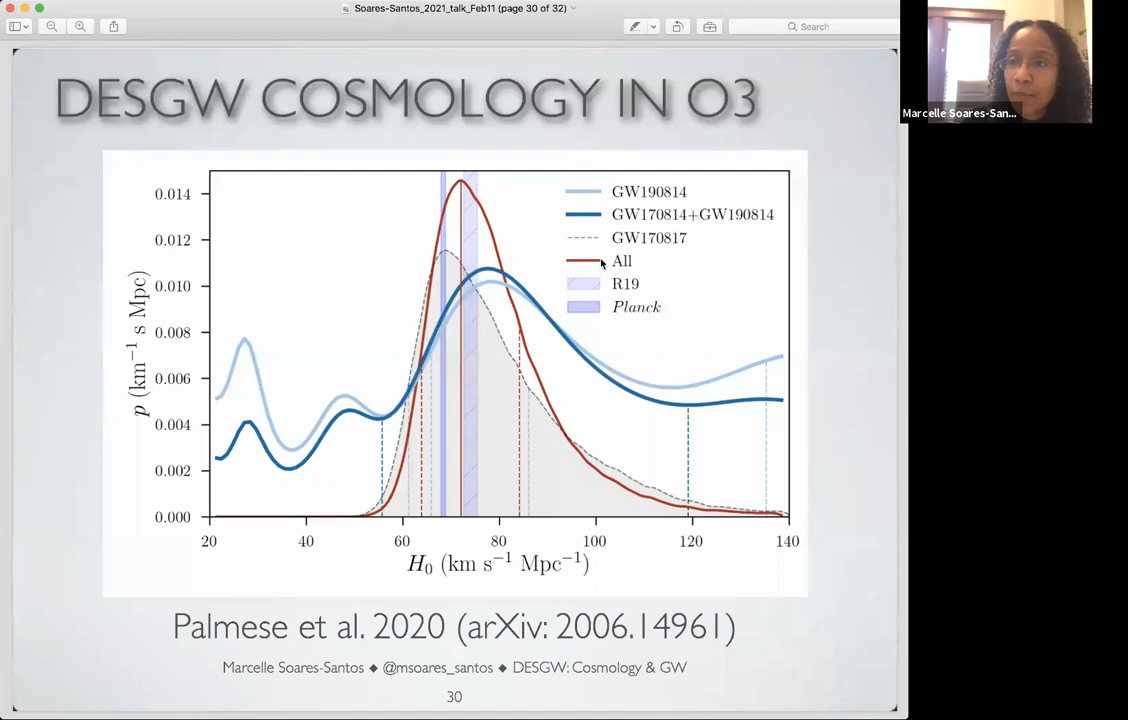 Soares-Santos_2021_talk_Feb11 (page 30 of 32)
Search
Marcelle Soares-San...
DESGW COSMOLOGY IN O3
0.014
0.012
0.010
0.008
0.006
0.004
0.002
0.000
p (km⁻¹ s Mpc)
GW190814
GW170814+GW190814
GW170817
All
R19
Planck
20 40 60 80 100 120 140
H₀ (km s⁻¹ Mpc⁻¹)
Palmese et al. 2020 (arXiv: 2006.14961)
Marcelle Soares-Santos ◆ @msoares_santos ◆ DESGW: Cosmology & GW
30